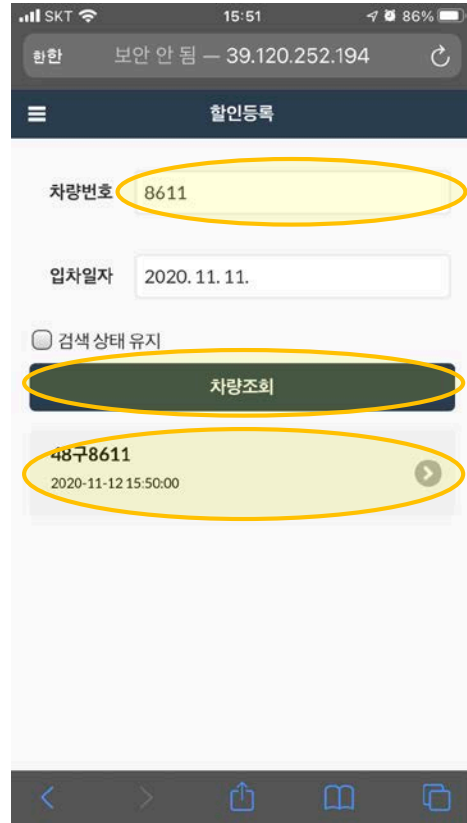 SKT 15:51 86%
한한 보안 안 됨 — 39.120.252.194
할인등록
차량번호 8611
입차일자 2020. 11. 11.
검색 상태 유지
차량조회
48구8611
2020-11-12 15:50:00